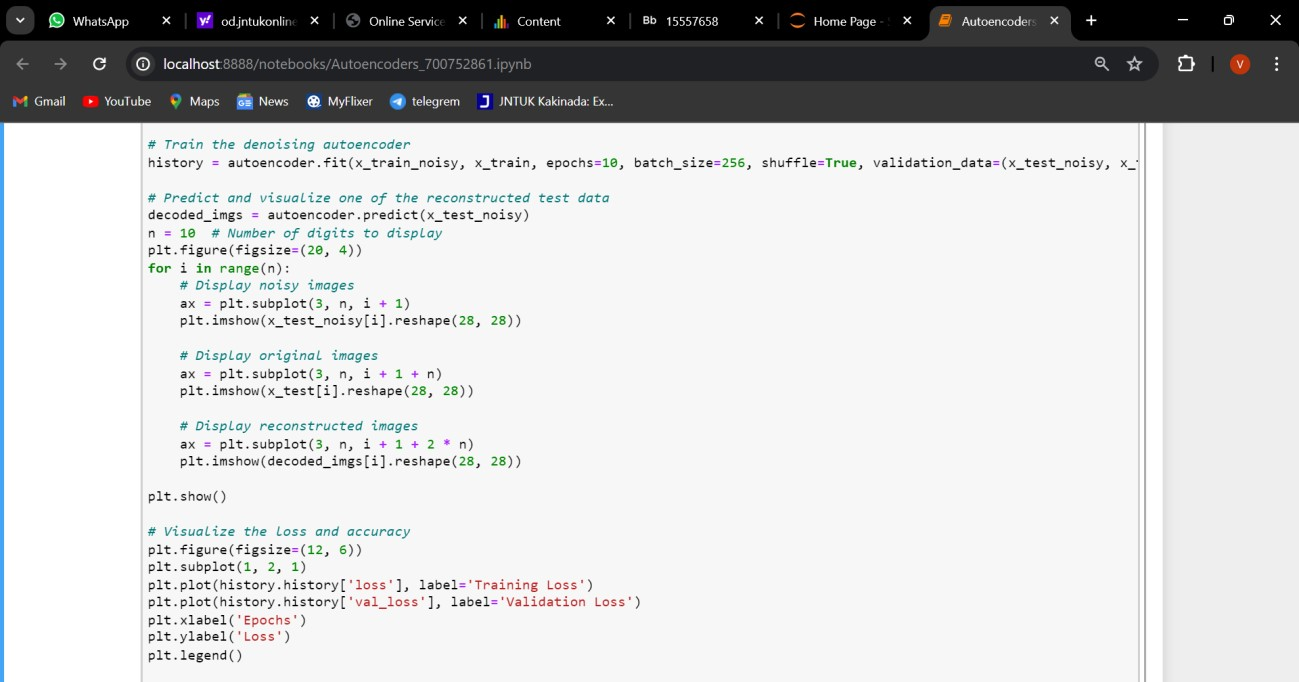 WhatsApp
od.jntukonline
Online Service
Content
Bb 15557658
Home Page -
Autoencoders
localhost:8888/notebooks/Autoencoders_700752861.ipynb
V
Gmail YouTube Maps GE News MyFlixer telegrem JNTUK Kakinada: Ex...
# Train the denoising autoencoder
history = autoencoder.fit(x_train_noisy, x_train, epochs=10, batch_size=256, shuffle=True, validation_data=(x_test_noisy, x_
# Predict and visualize one of the reconstructed test data
decoded_imgs = autoencoder.predict(x_test_noisy)
n = 10  # Number of digits to display
plt.figure(figsize=(20, 4))
for i in range(n):
    # Display noisy images
    ax = plt.subplot(3, n, i + 1)
    plt.imshow(x_test_noisy[i].reshape(28, 28))
    # Display original images
    ax = plt.subplot(3, n, i + 1 + n)
    plt.imshow(x_test[i].reshape(28, 28))
    # Display reconstructed images
    ax = plt.subplot(3, n, i + 1 + 2 * n)
    plt.imshow(decoded_imgs[i].reshape(28, 28))
plt.show()
# Visualize the loss and accuracy
plt.figure(figsize=(12, 6))
plt.subplot(1, 2, 1)
plt.plot(history.history['loss'], label='Training Loss')
plt.plot(history.history['val_loss'], label='Validation Loss')
plt.xlabel('Epochs')
plt.ylabel('Loss')
plt.legend()